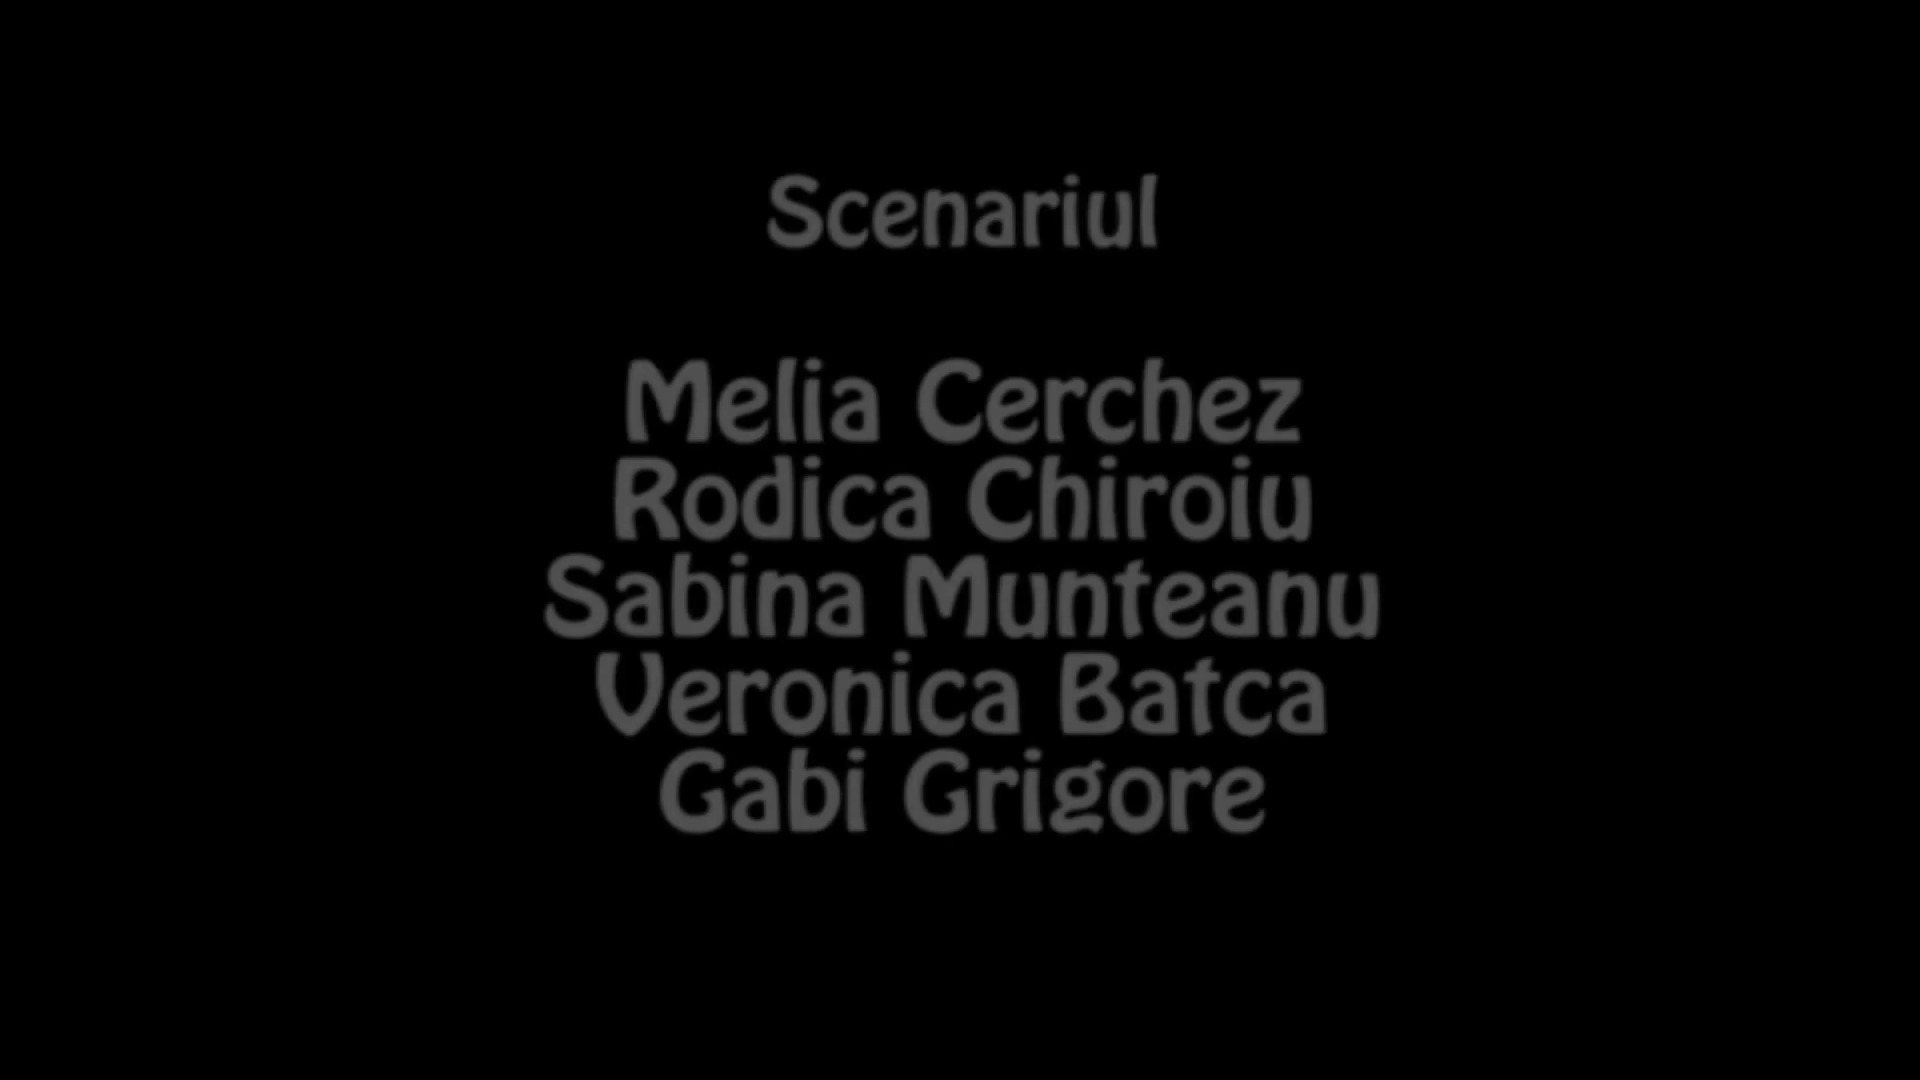 Scenariul
Melia Cerchez
Rodica Chiroiu
Sabina Munteanu
Veronica Batca
Gabi Grigore